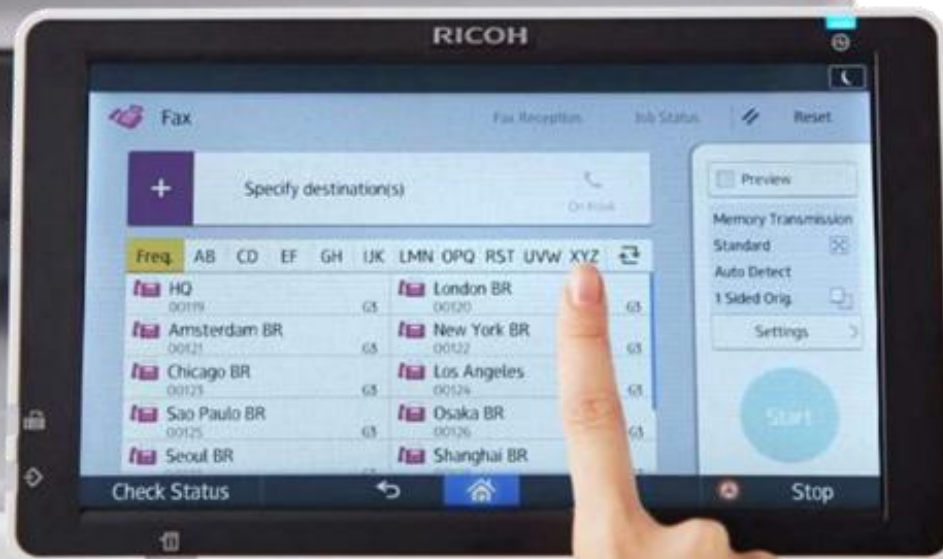 RICOH
Fax Fax Reception Job Status Reset
+ Specify destination(s) On Hook
Preview
Memory Transmission
Standard
Auto Detect
1 Sided Orig.
Settings
Start
Freq. AB CD EF GH IJK LMN OPQ RST UVW XYZ
HQ
00119 G3
London BR
00120 G3
Amsterdam BR
00121 G3
New York BR
00122 G3
Chicago BR
00123 G3
Los Angeles
00124 G3
Sao Paulo BR
00125 G3
Osaka BR
00126 G3
Seoul BR
Shanghai BR
Check Status Stop